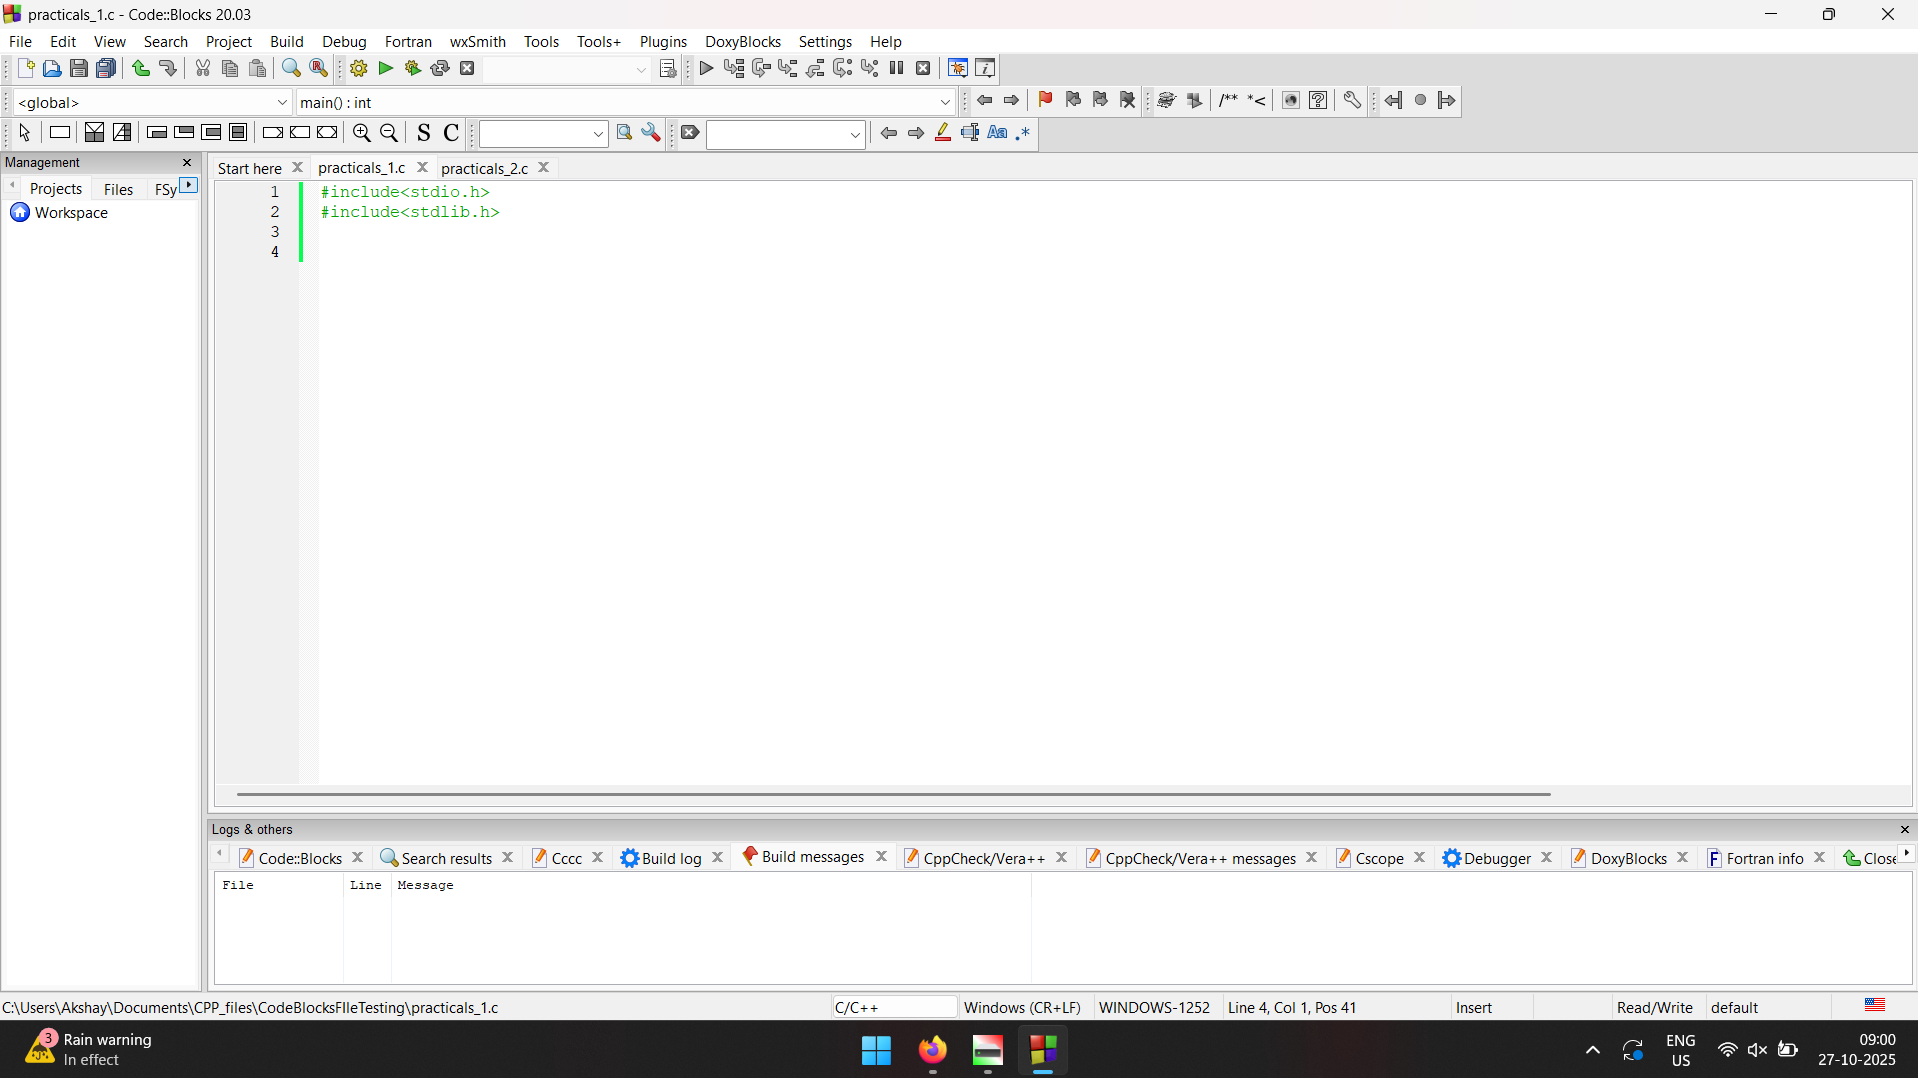 practicals_1.c - Code::Blocks 20.03
File Edit View Search Project Build Debug Fortran wxSmith Tools Tools+ Plugins DoxyBlocks Settings Help
<global> main() : int /** *<
S C Aa .*
Management
Projects Files FSy
Workspace
Start here practicals_1.c practicals_2.c
1 #include<stdio.h>
2 #include<stdlib.h>
3
4
Logs & others
Code::Blocks Search results Cccc Build log Build messages CppCheck/Vera++ CppCheck/Vera++ messages Cscope Debugger DoxyBlocks Fortran info Close
File Line Message
C:\Users\Akshay\Documents\CPP_files\CodeBlocksFIleTesting\practicals_1.c C/C++ Windows (CR+LF) WINDOWS-1252 Line 4, Col 1, Pos 41 Insert Read/Write default
3 Rain warning
In effect
ENG
US
09:00
27-10-2025